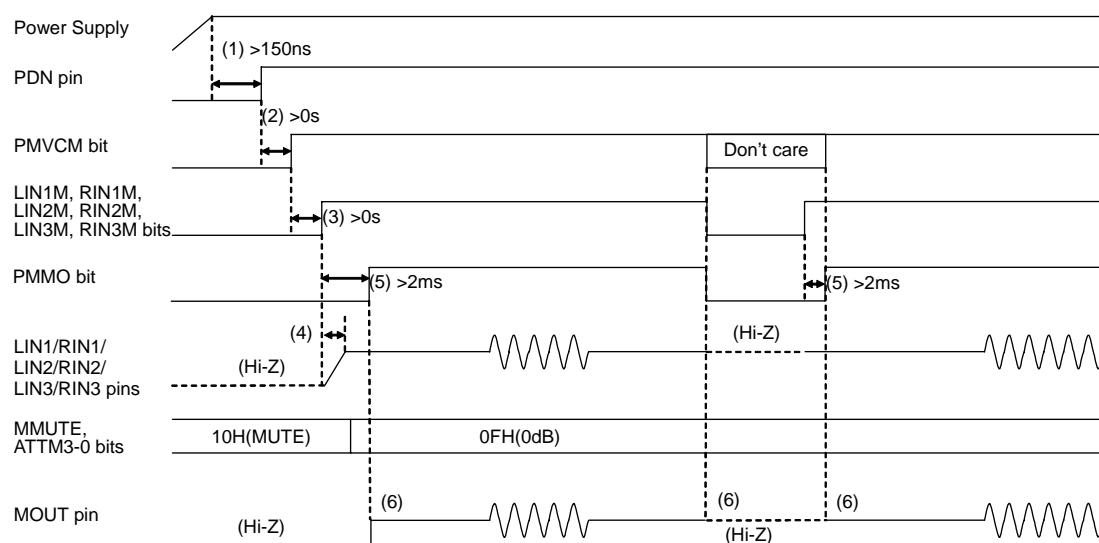 Power Supply
(1) >150ns
PDN pin
(2) >0s
PMVCM bit
Don't care
LIN1M, RIN1M,
LIN2M, RIN2M,
LIN3M, RIN3M bits
(3) >0s
PMMO bit
(5) >2ms
(5) >2ms
(4)
LIN1/RIN1/
LIN2/RIN2/
LIN3/RIN3 pins
(Hi-Z)
(Hi-Z)
MMUTE,
ATTM3-0 bits
10H(MUTE)
0FH(0dB)
MOUT pin
(Hi-Z)
(6)
(6)
(6)
(Hi-Z)